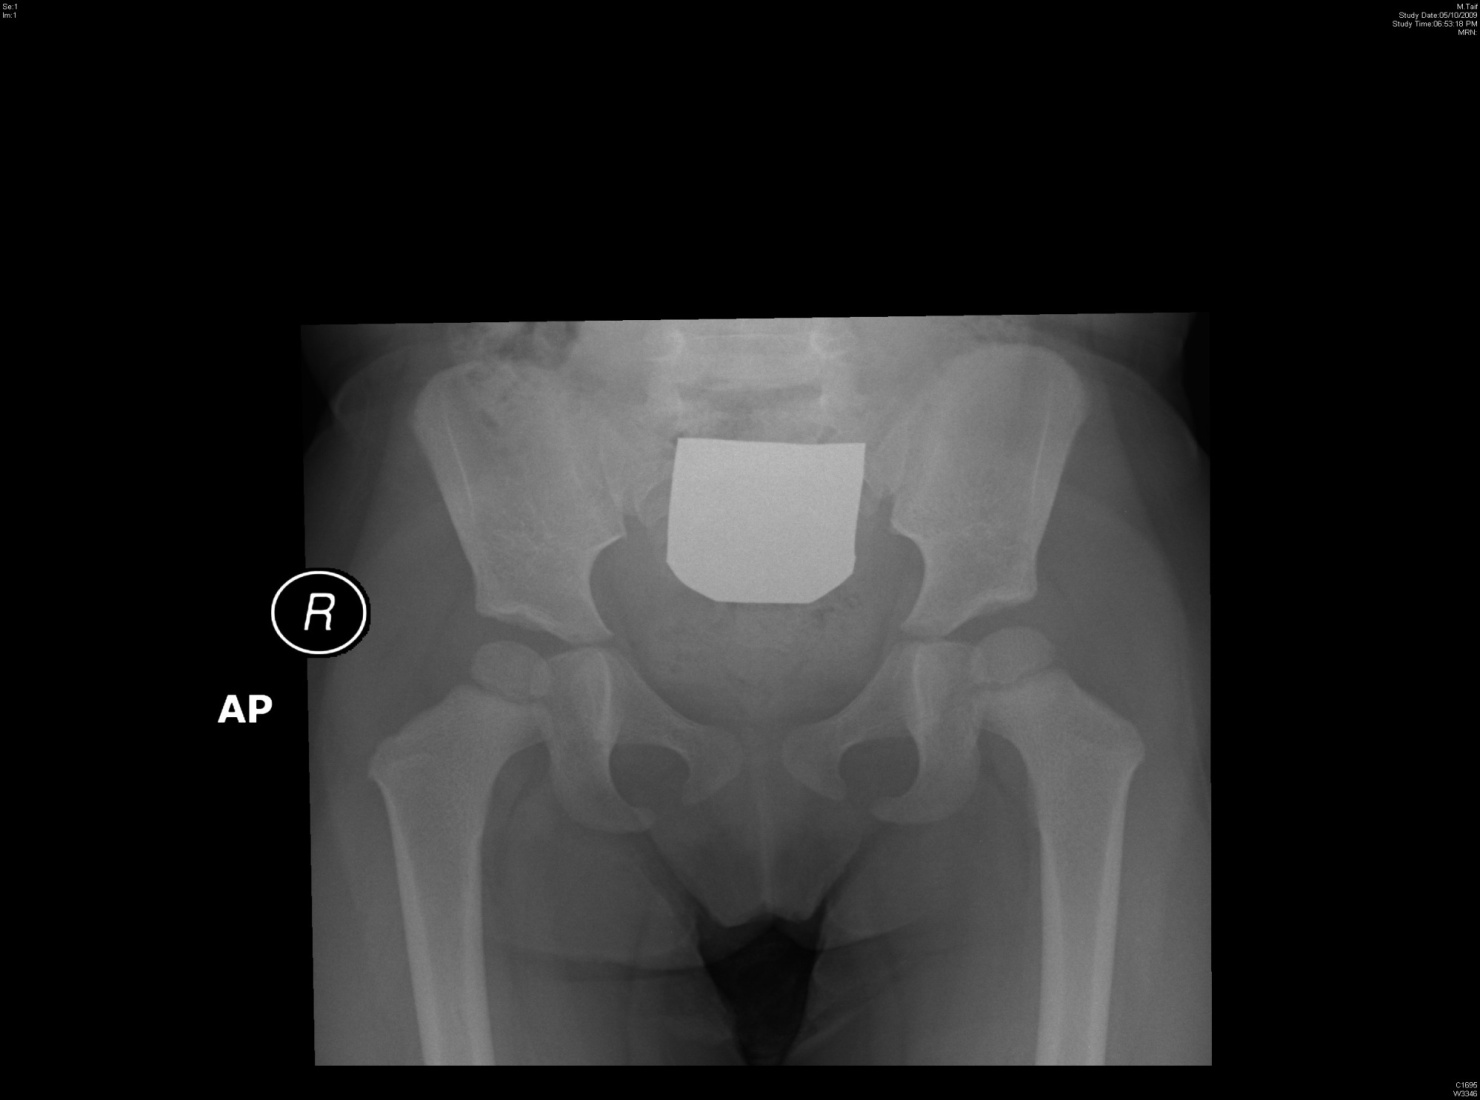 Se:1
Im:1
M.Taif
Study Date:05/10/2009
Study Time:06:53:18 PM
MRN:
R
AP
C1695
W3346